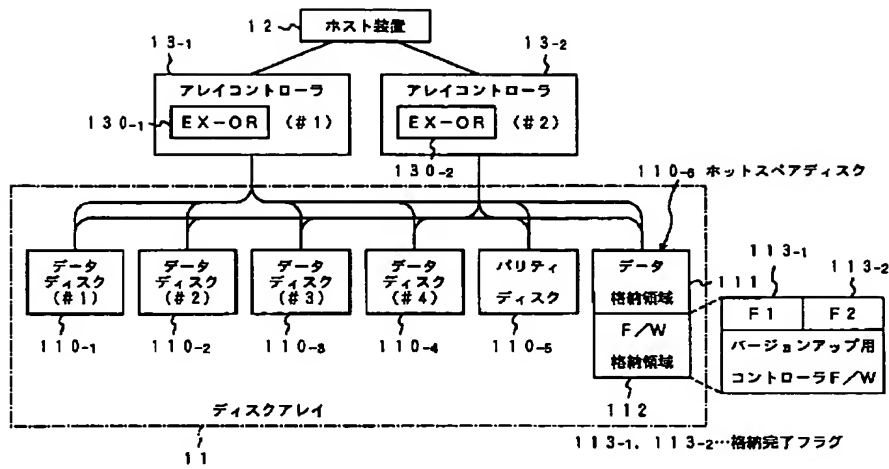 12 ホスト装置
13-1
13-2
アレイコントローラ
アレイコントローラ
130-1 EX-OR (#1)
EX-OR (#2)
130-2
110-6 ホットスペアディスク
データ
ディスク
(#1)
データ
ディスク
(#2)
データ
ディスク
(#3)
データ
ディスク
(#4)
パリティ
ディスク
データ
格納領域
F/W
格納領域
111
113-1
113-2
F1 F2
バージョンアップ用
コントローラF/W
110-1
110-2
110-3
110-4
110-5
112
ディスクアレイ
11
113-1, 113-2…格納完了フラグ